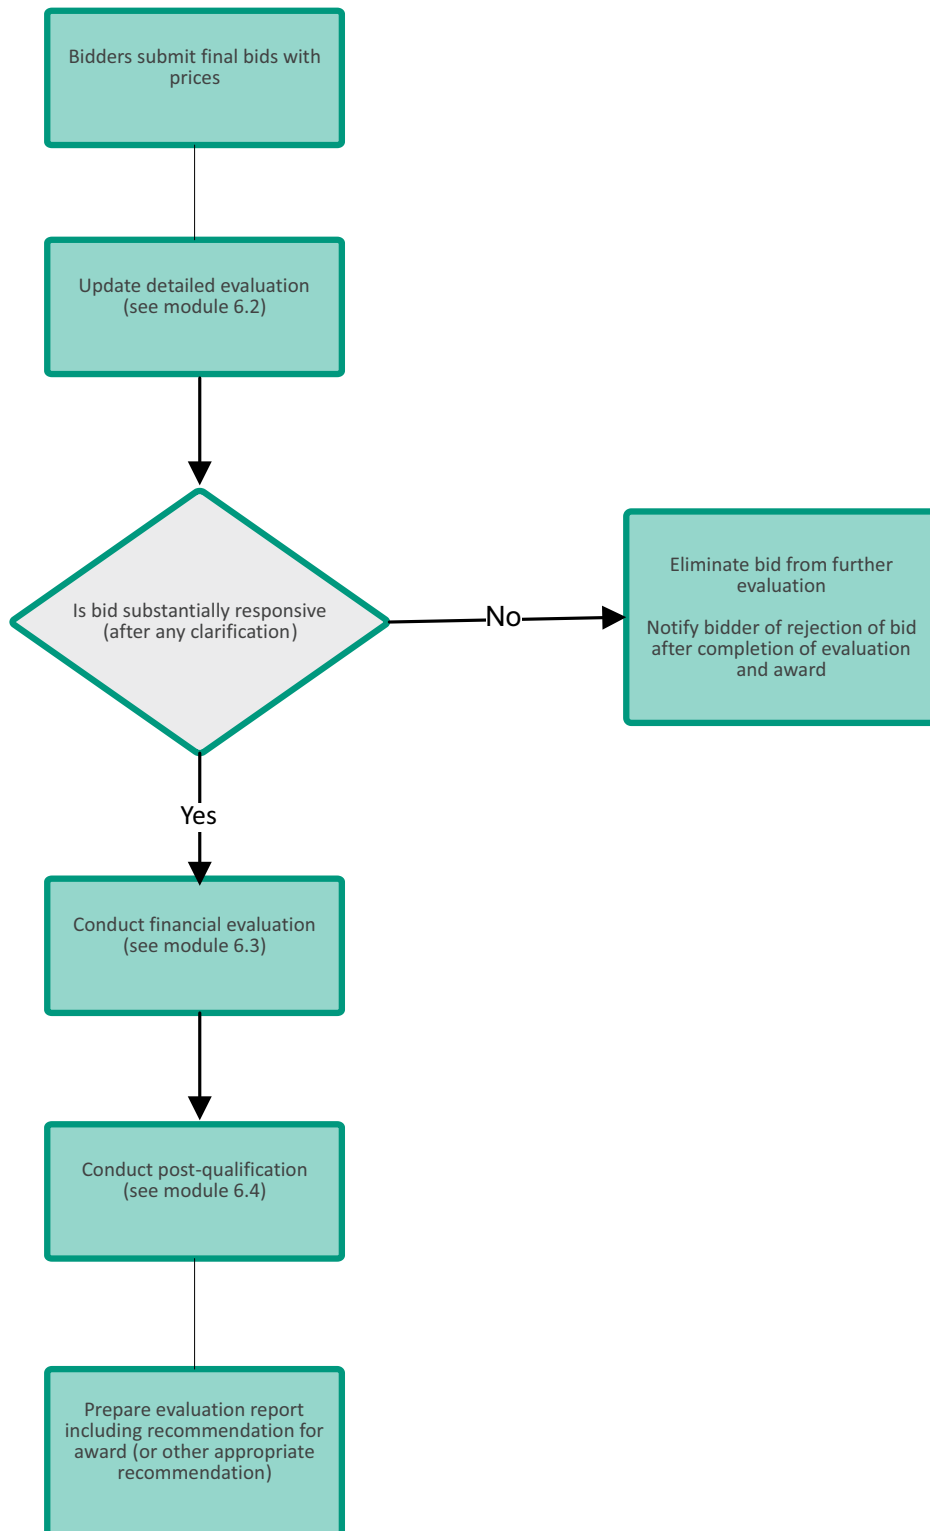 Bidders submit final bids with
prices
Update detailed evaluation
(see module 6.2)
Is bid substantially responsive
(after any clarification)
No
Eliminate bid from further
evaluation
Notify bidder of rejection of bid
after completion of evaluation
and award
Yes
Conduct financial evaluation
(see module 6.3)
Conduct post-qualification
(see module 6.4)
Prepare evaluation report
including recommendation for
award (or other appropriate
recommendation)